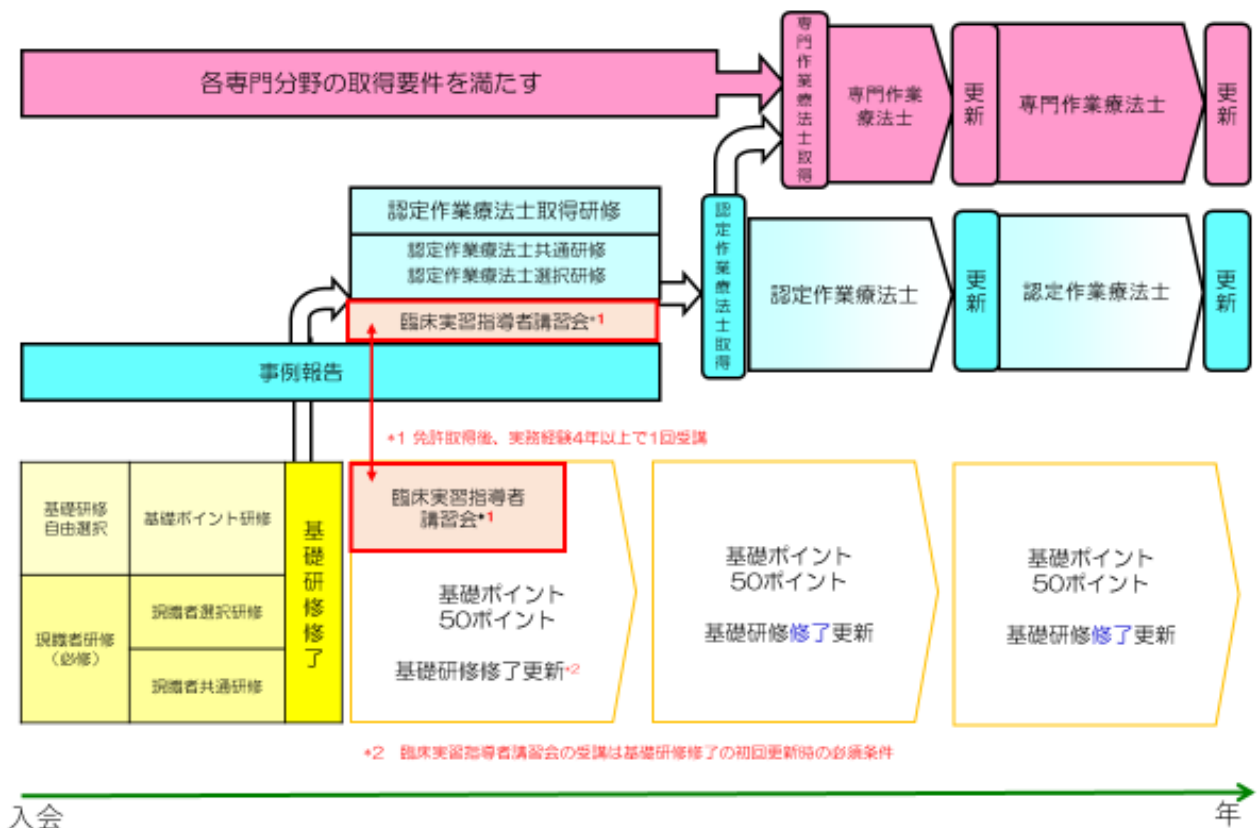 各専門分野の取得要件を満たす
専門作業療法士取得
専門作業
療法士
更新
専門作業療法士
更新
認定作業療法士取得研修
認定作業療法士共通研修
認定作業療法士選択研修
臨床実習指導者講習会*1
事例報告
認定作業療法士取得
認定作業療法士
更新
認定作業療法士
更新
*1 免許取得後、実務経験4年以上で1回受講
基礎研修
自由選択
基礎ポイント研修
現職者研修
（必修）
現職者選択研修
現職者共通研修
基礎研修修了
臨床実習指導者
講習会*1
基礎ポイント
50ポイント
基礎研修修了更新*2
基礎ポイント
50ポイント
基礎研修修了更新
基礎ポイント
50ポイント
基礎研修修了更新
*2 臨床実習指導者講習会の受講は基礎研修修了の初回更新時の必須条件
入会
年